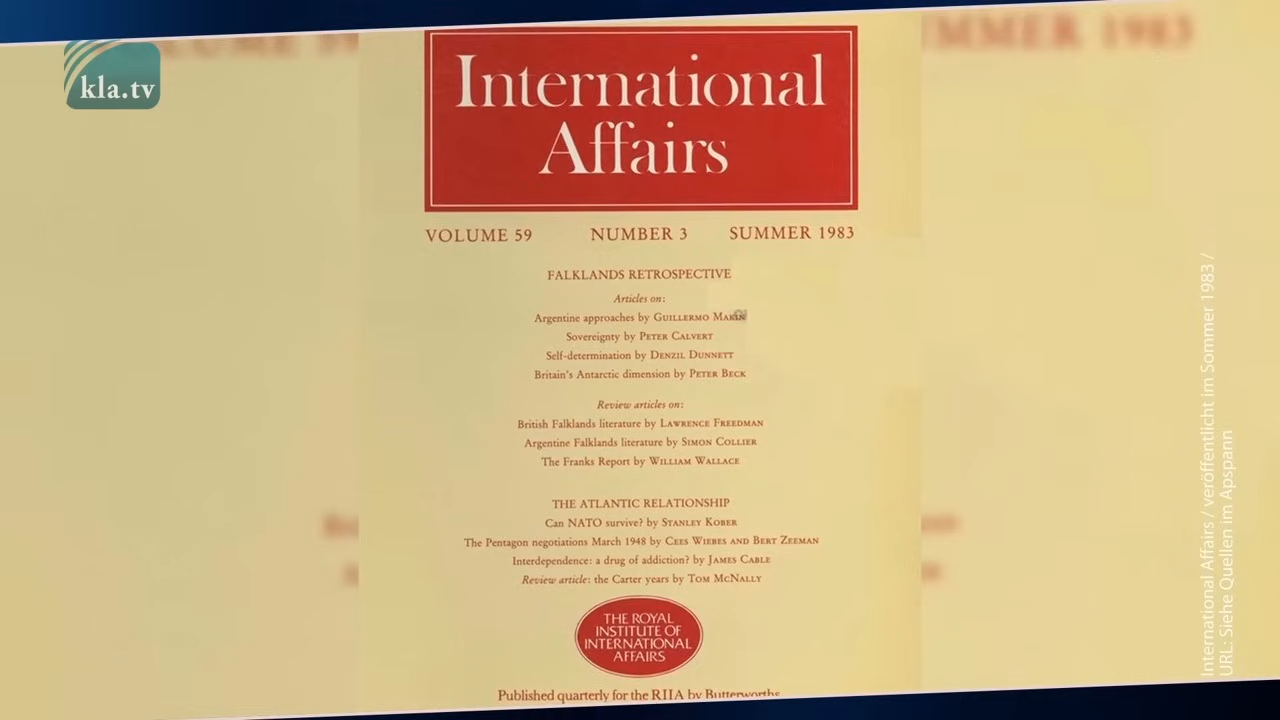 kla.tv
International
Affairs
VOLUME 59 NUMBER 3 SUMMER 1983
FALKLANDS RETROSPECTIVE
Articles on:
Argentine approaches by GUILLERMO MAKIN
Sovereignty by PETER CALVERT
Self-determination by DENZIL DUNNETT
Britain's Antarctic dimension by PETER BECK
Review articles on:
British Falklands literature by LAWRENCE FREEDMAN
Argentine Falklands literature by SIMON COLLIER
The Franks Report by WILLIAM WALLACE
THE ATLANTIC RELATIONSHIP
Can NATO survive? by STANLEY KOBER
The Pentagon negotiations March 1948 by CEES WIEBES AND BERT ZEEMAN
Interdependence: a drug of addiction? by JAMES CABLE
Review article: the Carter years by TOM MCNALLY
THE ROYAL
INSTITUTE OF
INTERNATIONAL
AFFAIRS
Published quarterly for the RIIA by Butterworths
International Affairs / veröffentlicht im Sommer 1983 /
URL: Siehe Quellen im Apspann